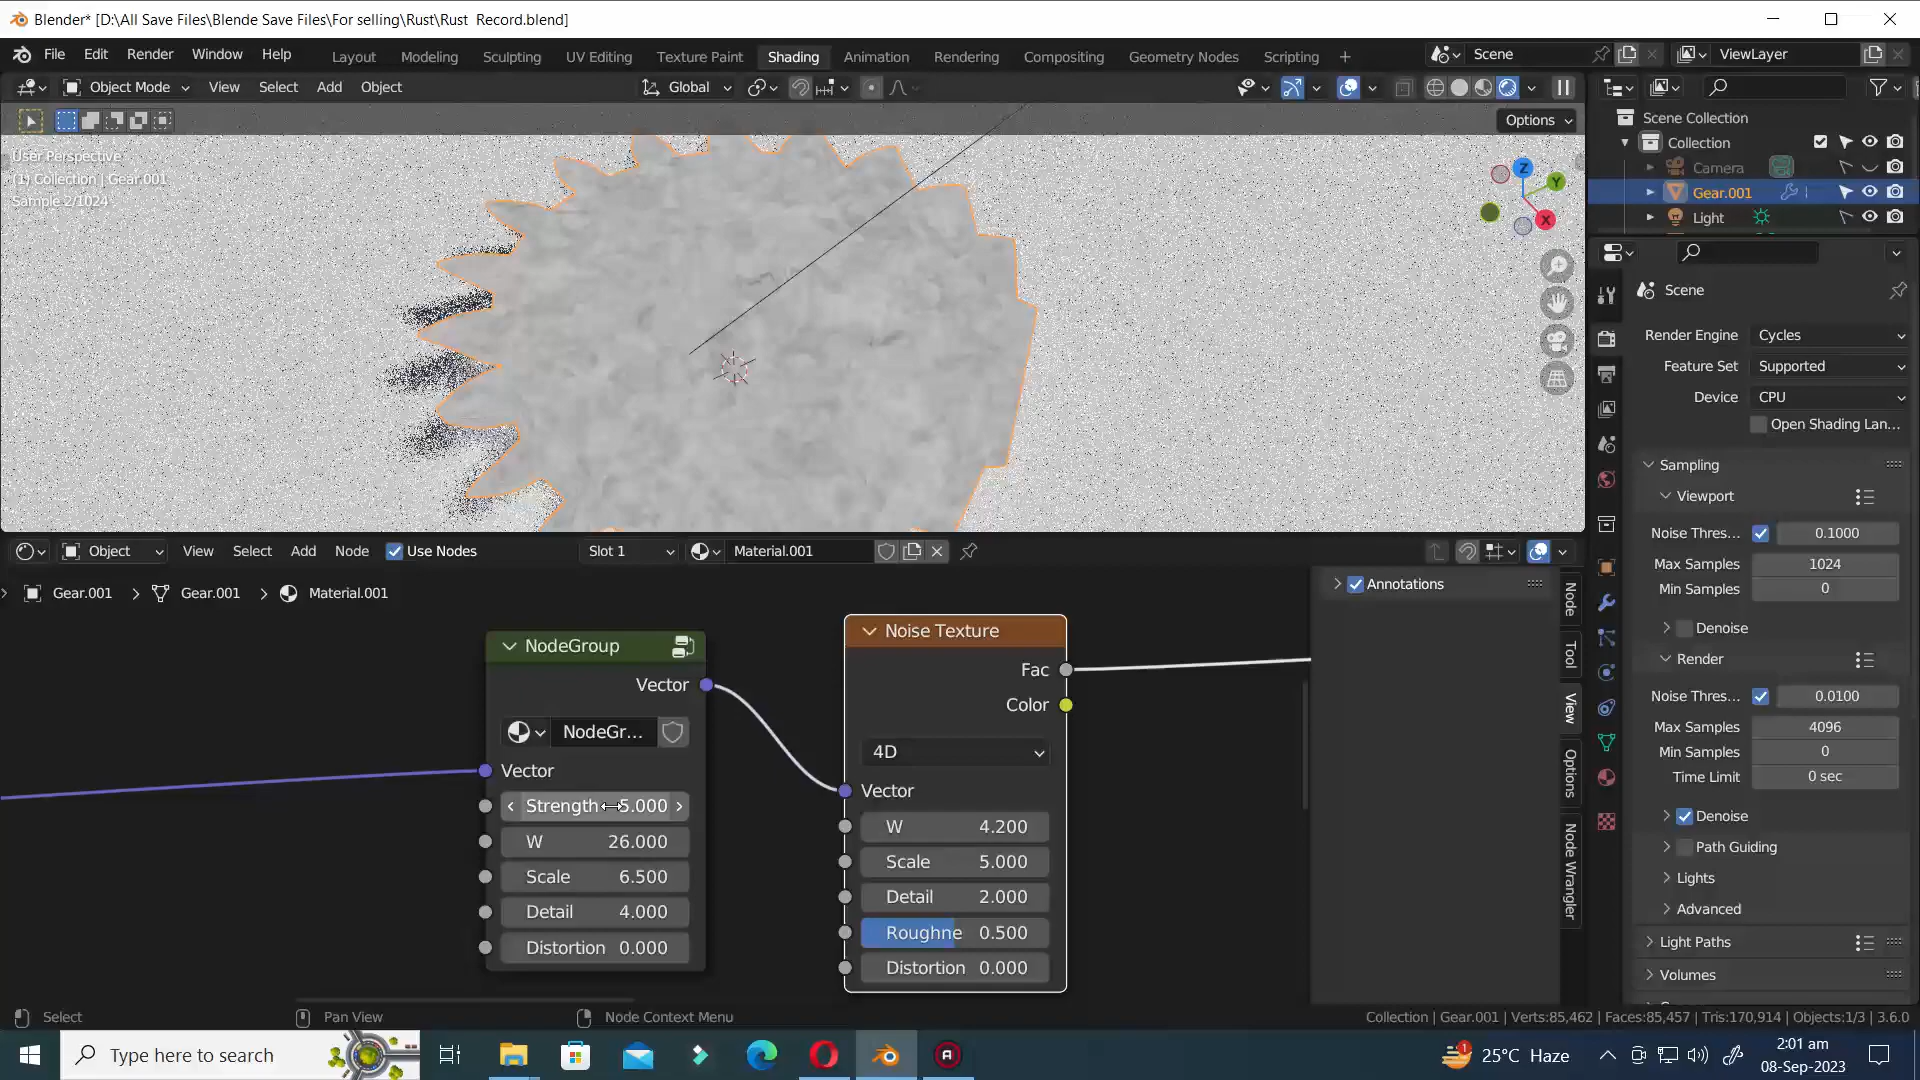 Blender* [D:\All Save Files\Blende Save Files\For selling\Rust\Rust  Record.blend]
File Edit Render Window Help Layout Modeling Sculpting UV Editing Texture Paint Shading Animation Rendering Compositing Geometry Nodes Scripting + Scene ViewLayer
Object Mode View Select Add Object Global
Options
User Perspective
(1) Collection | Gear.001
Sample 2/1024
Z
Y
X
Scene Collection
Collection
Camera
Gear.001
Light
Scene
Render Engine Cycles
Feature Set Supported
Device CPU
Open Shading Lan...
Sampling
Viewport
Noise Thres... 0.1000
Max Samples 1024
Min Samples 0
Denoise
Render
Noise Thres... 0.0100
Max Samples 4096
Min Samples 0
Time Limit 0 sec
Denoise
Path Guiding
Lights
Advanced
Light Paths
Volumes
Object View Select Add Node Use Nodes Slot 1 Material.001
Gear.001 > Gear.001 > Material.001
NodeGroup
Vector
NodeGr...
Vector
Strength 5.000
W 26.000
Scale 6.500
Detail 4.000
Distortion 0.000
Noise Texture
Fac
Color
4D
Vector
W 4.200
Scale 5.000
Detail 2.000
Roughne 0.500
Distortion 0.000
Annotations
Node
Tool
View
Options
Node Wrangler
Select Pan View Node Context Menu Collection | Gear.001 | Verts:85,462 | Faces:85,457 | Tris:170,914 | Objects:1/3 | 3.6.0
Type here to search
1
25°C Haze
2:01 am
08-Sep-2023